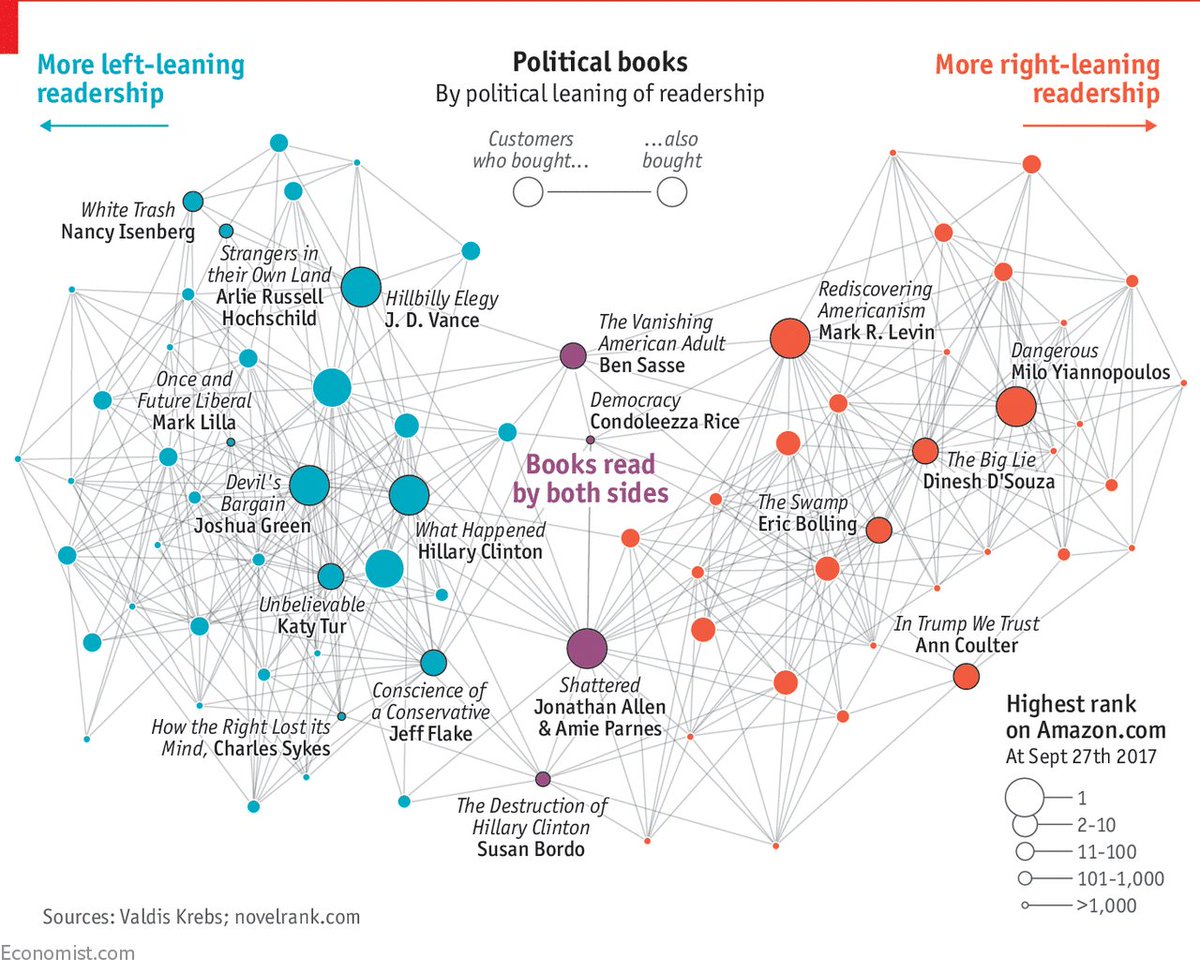 More left-leaning
readership
Political books
By political leaning of readership
More right-leaning
readership
Customers
who bought...
...also
bought
White Trash
Nancy Isenberg
Strangers in
their Own Land
Arlie Russell
Hochschild
Hillbilly Elegy
J. D. Vance
The Vanishing
American Adult
Ben Sasse
Rediscovering
Americanism
Mark R. Levin
Dangerous
Milo Yiannopoulos
Once and
Future Liberal
Mark Lilla
Democracy
Condoleezza Rice
Books read
by both sides
The Big Lie
Dinesh D'Souza
Devil's
Bargain
Joshua Green
What Happened
Hillary Clinton
The Swamp
Eric Bolling
Unbelievable
Katy Tur
In Trump We Trust
Ann Coulter
Conscience of
a Conservative
Jeff Flake
Shattered
Jonathan Allen
& Amie Parnes
How the Right Lost its
Mind, Charles Sykes
The Destruction of
Hillary Clinton
Susan Bordo
Highest rank
on Amazon.com
At Sept 27th 2017
1
2-10
11-100
101-1,000
>1,000
Sources: Valdis Krebs; novelrank.com
Economist.com